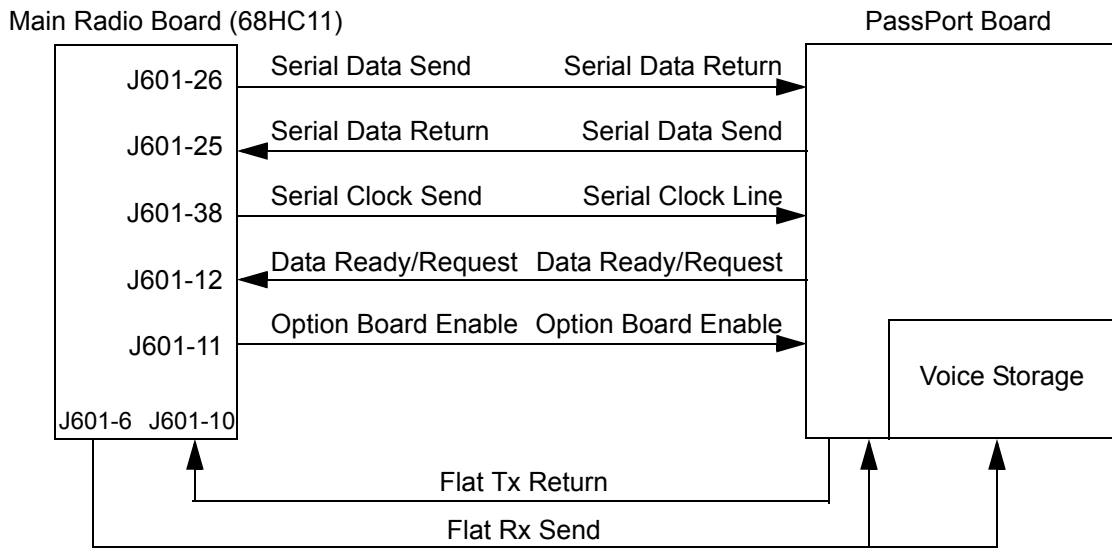 Main Radio Board (68HC11) PassPort Board
J601-26 Serial Data Send Serial Data Return
J601-25 Serial Data Return Serial Data Send
J601-38 Serial Clock Send Serial Clock Line
J601-12 Data Ready/Request Data Ready/Request
J601-11 Option Board Enable Option Board Enable
Voice Storage
J601-6 J601-10
Flat Tx Return
Flat Rx Send